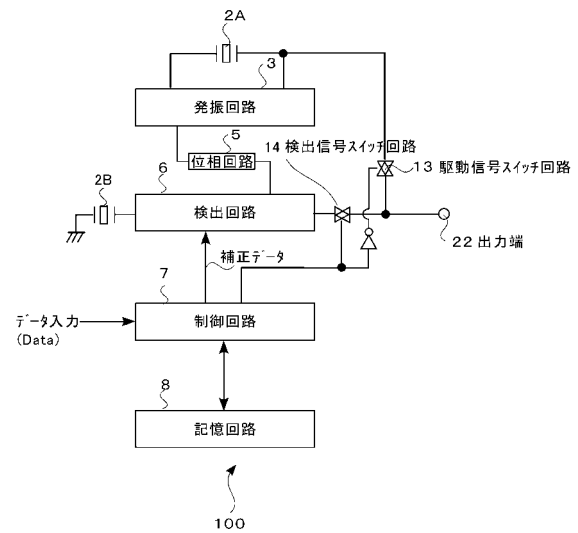 2A
3
発振回路
5
位相回路
14 検出信号スイッチ回路
13 駆動信号スイッチ回路
6
2B
検出回路
22 出力端
補正データ
7
制御回路
データ入力
(Data)
8
記憶回路
100